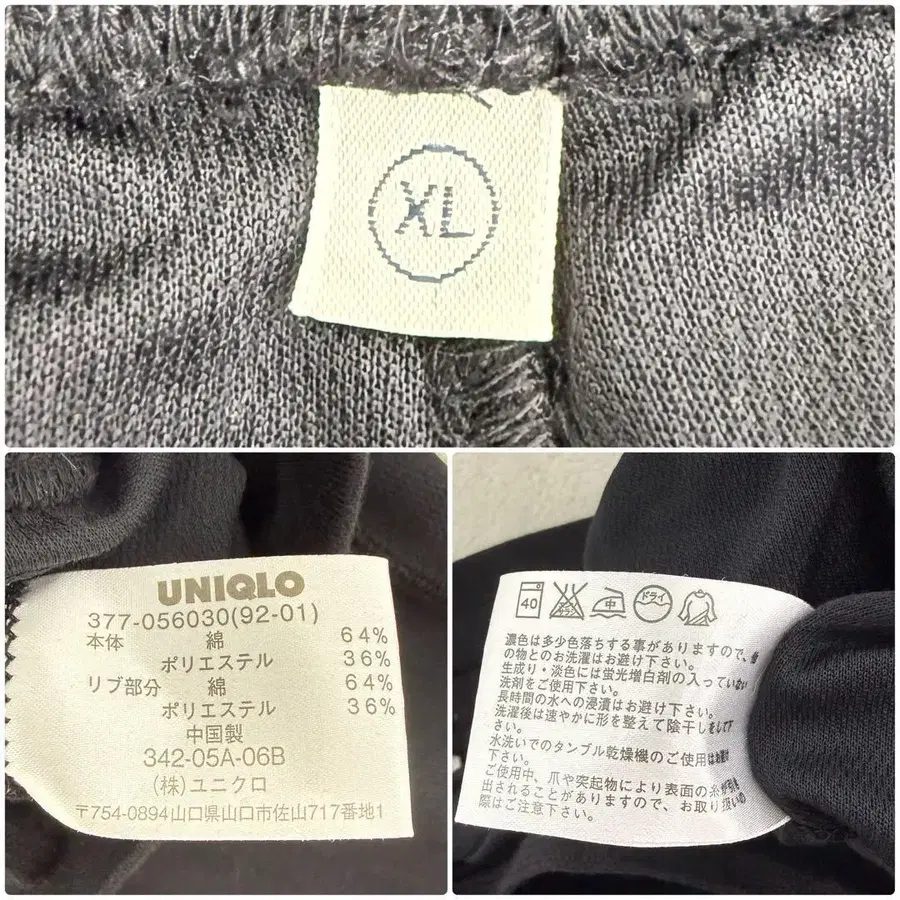 XL
UNIQLO
377-056030(92-01)
本体 綿 64%
ポリエステル 36%
リブ部分 綿 64%
ポリエステル 36%
中国製
342-05A-06B
(株)ユニクロ
〒754-0894山口県山口市佐山717番地1
40 中 ドライ
濃色は多少色落ちする事がありますので、
の物とのお洗濯はお避け下さい。
生成り・淡色には蛍光増白剤の入っていない
洗剤をご使用下さい。
長時間の水への浸漬はお避け下さい。
洗濯後は速やかに形を整えて陰干しをして下
さい。
水洗いでのタンブル乾燥機のご使用はお避け
下さい。
ご使用中、爪や突起物により表面の糸が引き
出されることがありますので、お取り扱いの
際はご注意下さい。